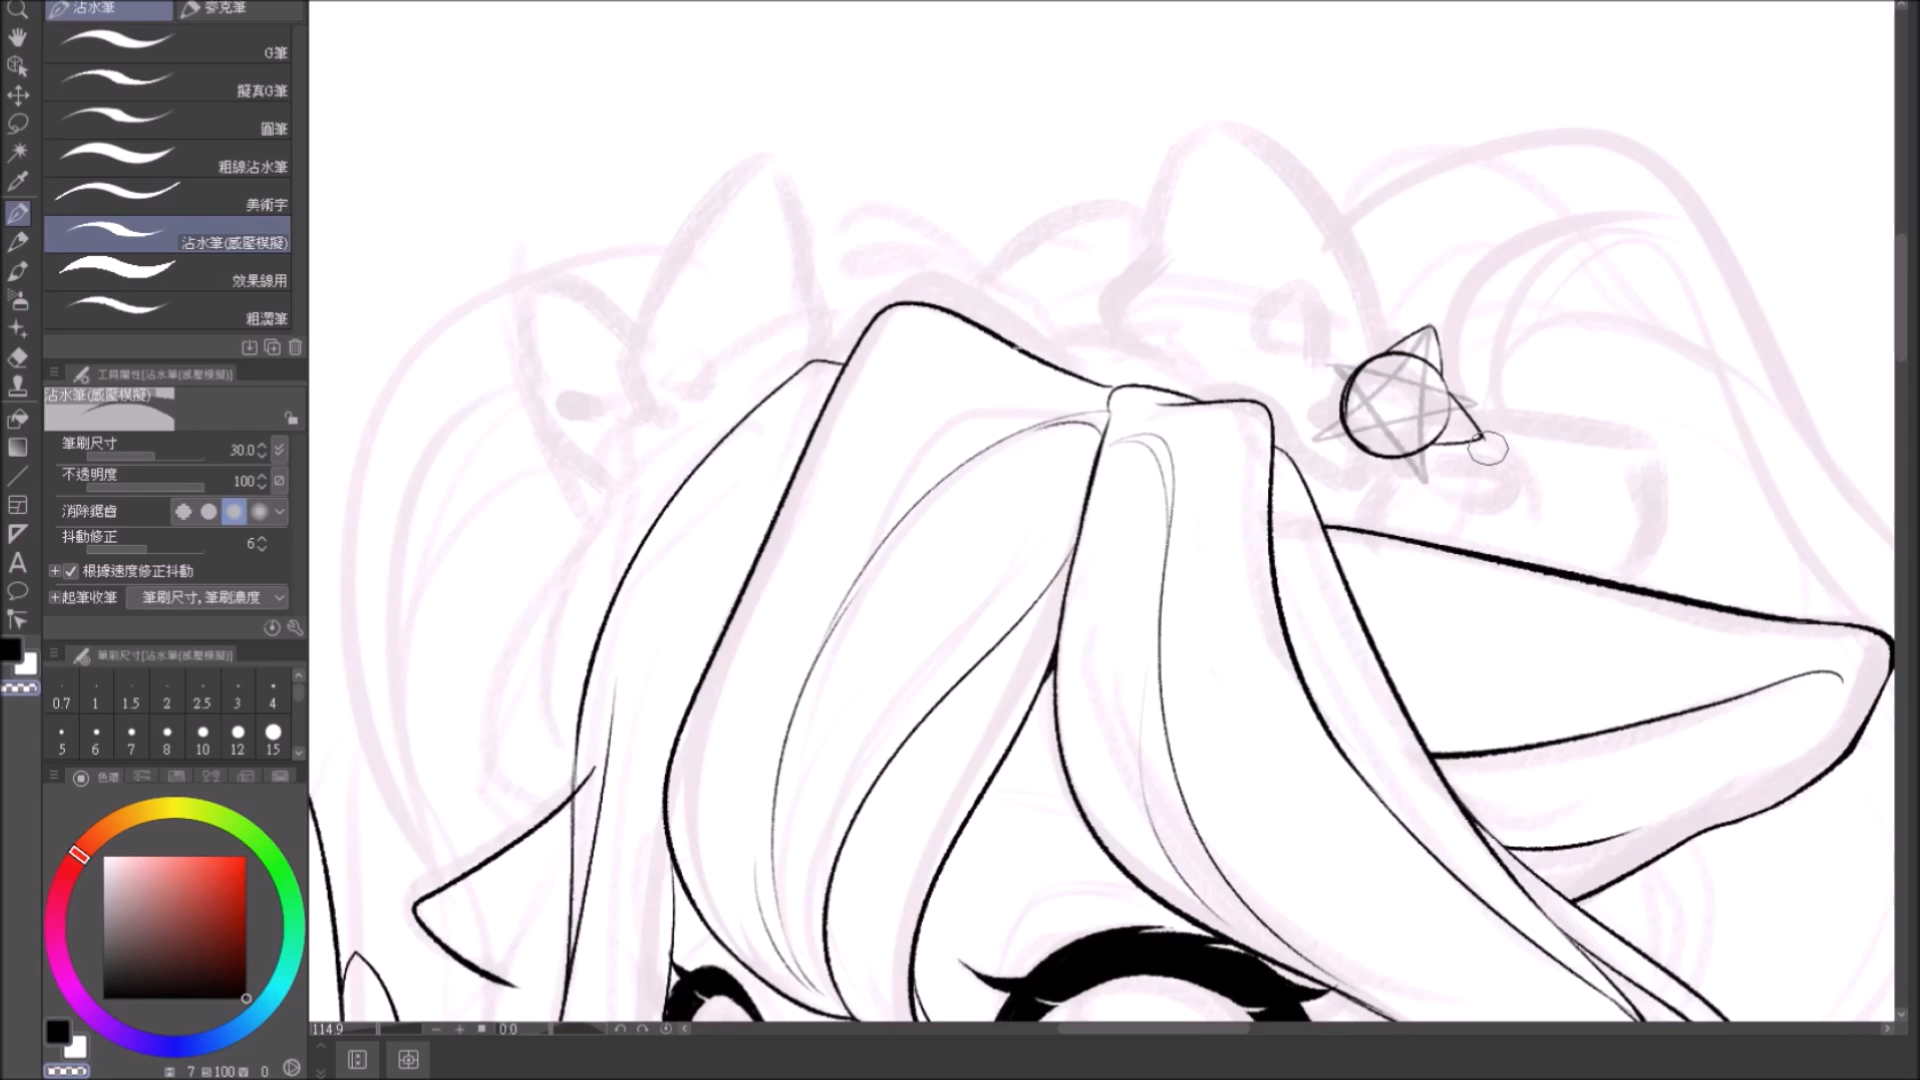 沾水筆 麥克筆
G筆
擬真G筆
圓筆
粗線沾水筆
美術字
沾水筆(感壓模擬)
效果線用
粗澀筆
工具屬性[沾水筆(感壓模擬)]
沾水筆(感壓模擬)
筆刷尺寸 30.0
不透明度 100
消除鋸齒
抖動修正 6
根據速度修正抖動
起筆收筆 筆刷尺寸, 筆刷濃度
筆刷尺寸[沾水筆(感壓模擬)]
0.7 1 1.5 2 2.5 3 4
5 6 7 8 10 12 15
色環
7 100 0
114.9 0.0